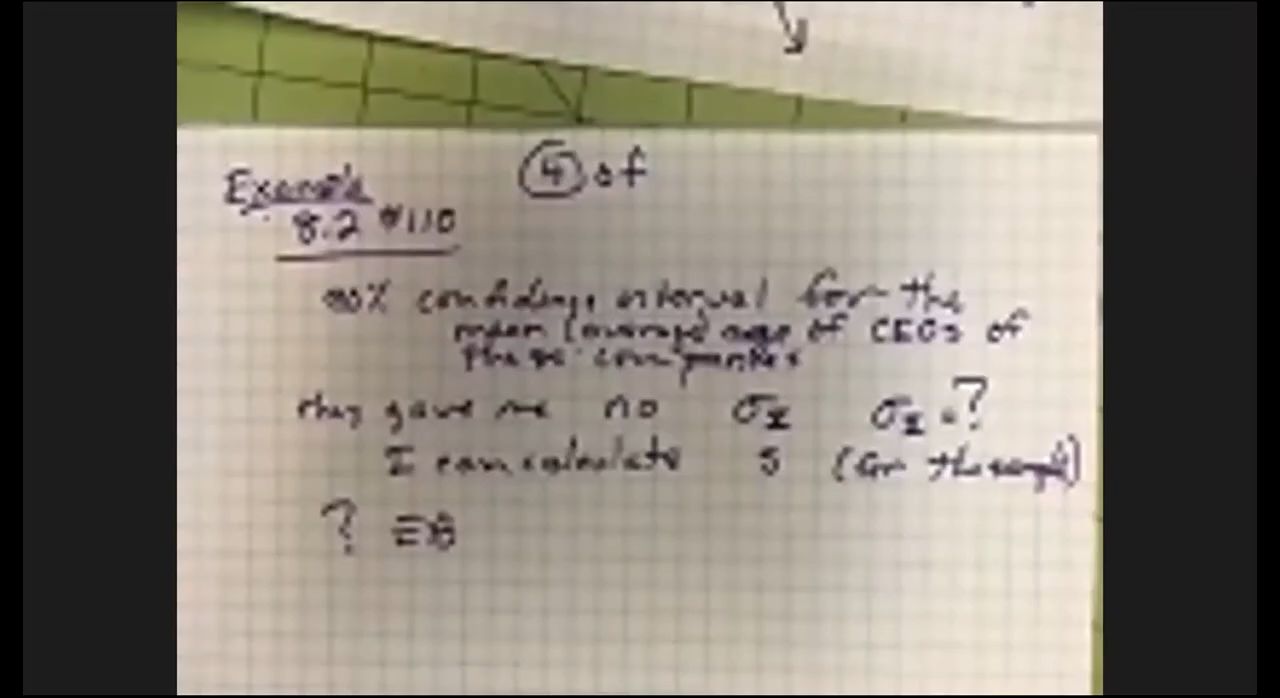 ④ of
Example
8.2 #110
90% confidence interval for the
mean (average) age of CEOs of
these companies
they gave me no σx σx = ?
I can calculate s (for the sample)
? EB